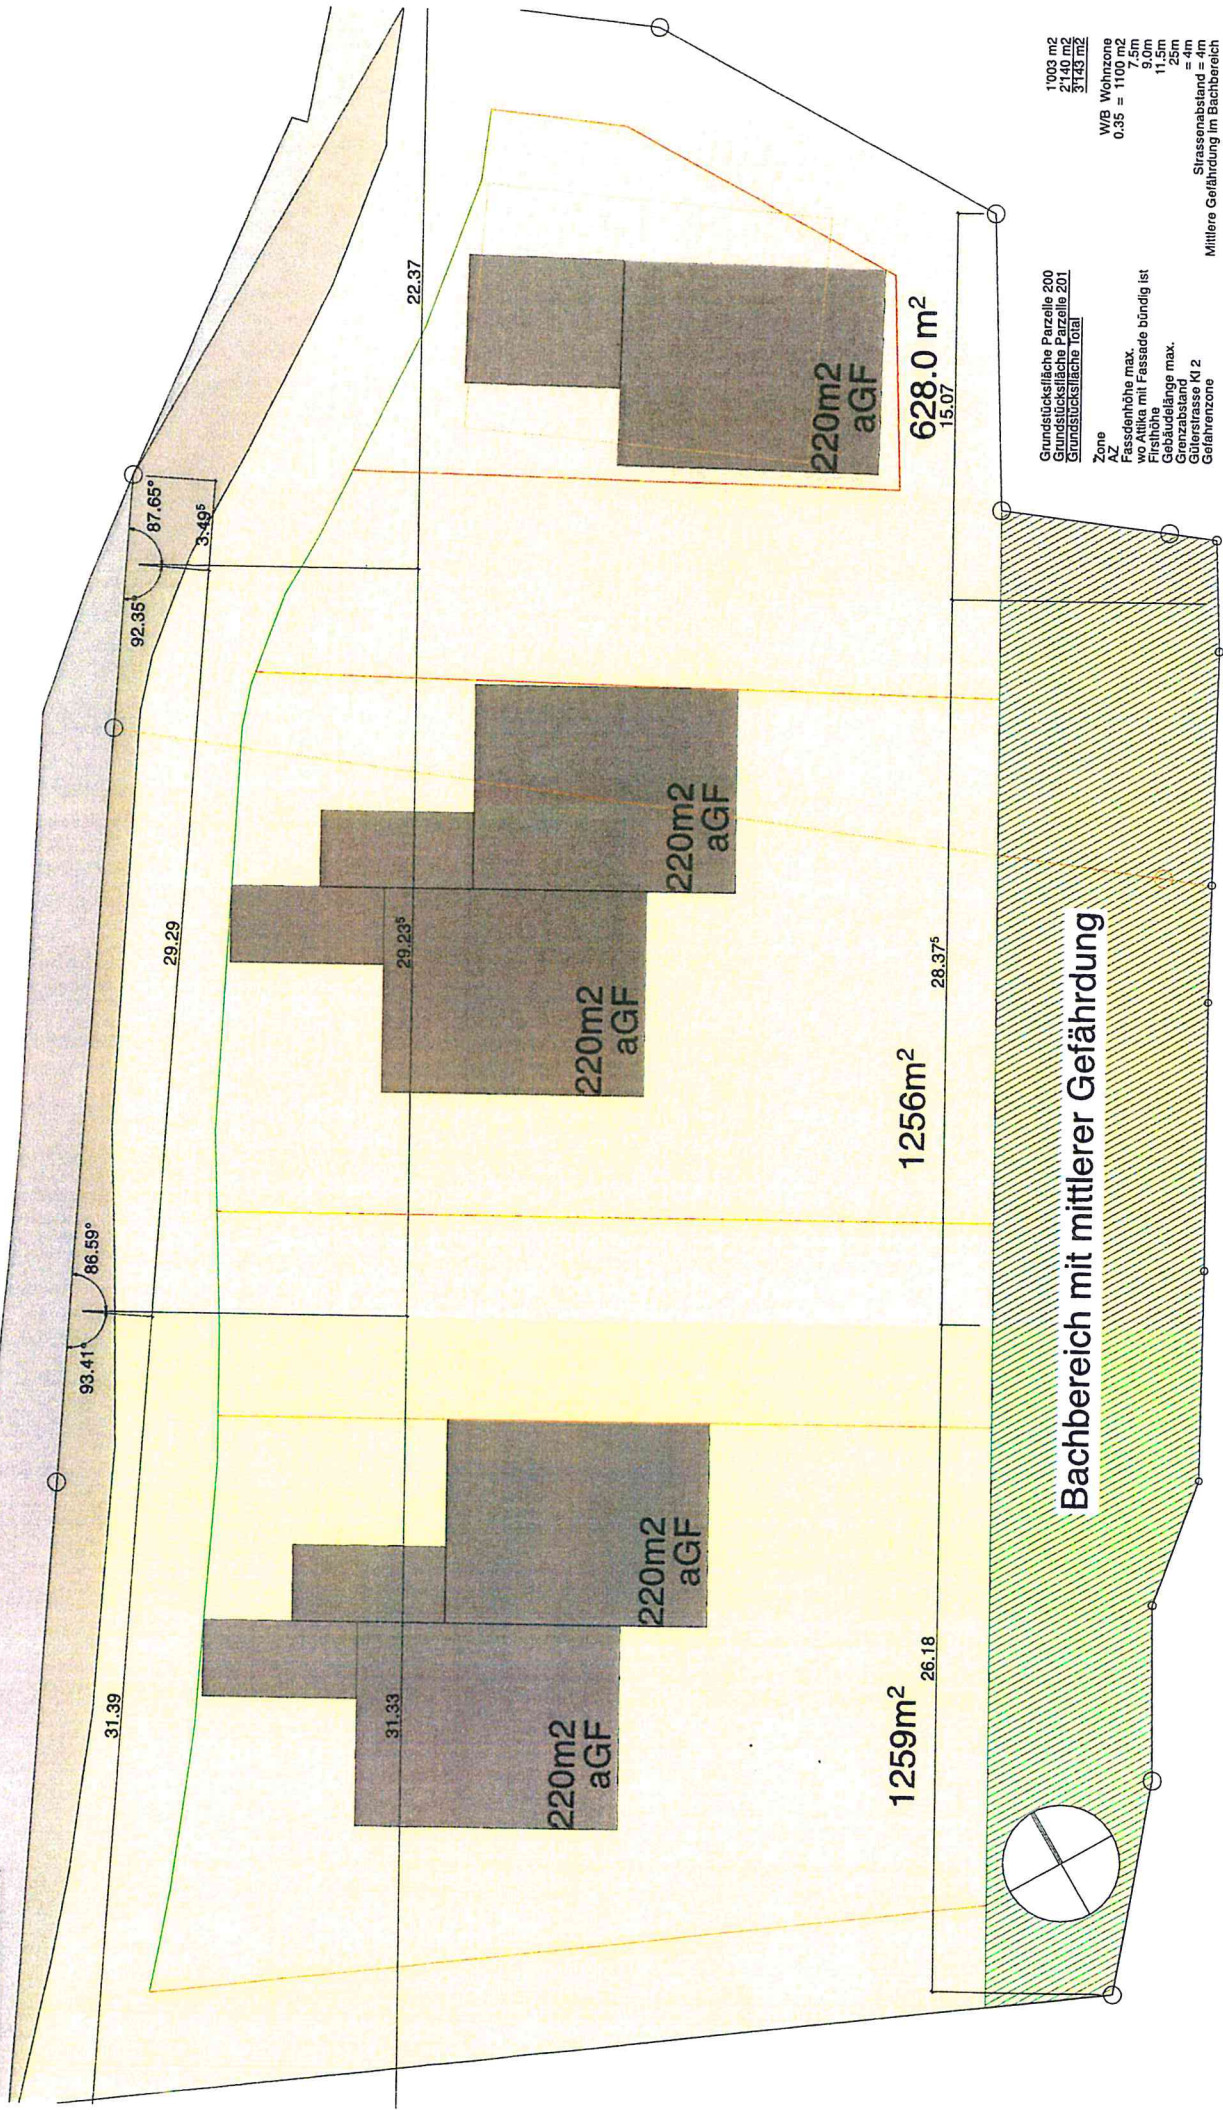 31.39
93.41°
86.59°
29.29
92.35°
87.65°
3.49⁵
31.33
29.23⁵
22.37
220m2
aGF
220m2
aGF
220m2
aGF
220m2
aGF
220m2
aGF
1259m²
26.18
1256m²
28.37⁵
628.0 m²
15.07
Bachbereich mit mittlerer Gefährdung
Grundstücksfläche Parzelle 200 1'003 m2
Grundstücksfläche Parzelle 201 2'140 m2
Grundstücksfläche Total 3'143 m2
Zone W/B Wohnzone
AZ 0.35 = 1100 m2
Fassdenhöhe max. 7.5m
wo Attika mit Fassade bündig ist 9.0m
Firsthöhe 11.5m
Gebäudelänge max. 25m
Grenzabstand = 4m
Güterstrasse Kl 2 Strassenabstand = 4m
Gefahrenzone Mittlere Gefährdung im Bachbereich